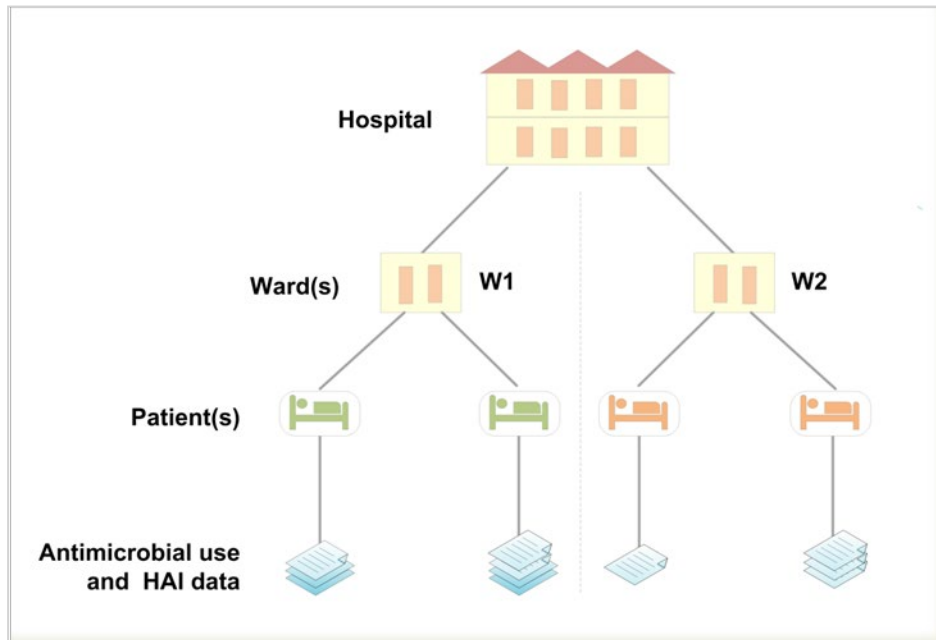 Hospital
Ward(s)
W1
W2
Patient(s)
Antimicrobial use
and HAI data